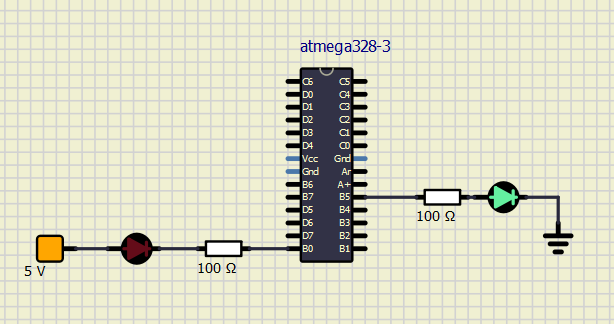 atmega328-3
C6 C5
D0 C4
D1 C3
D2 C2
D3 C1
D4 C0
Vcc Gnd
Gnd Ar
B6 A+
B7 B5
D5 B4
D6 B3
D7 B2
B0 B1
100 Ω
100 Ω
5 V